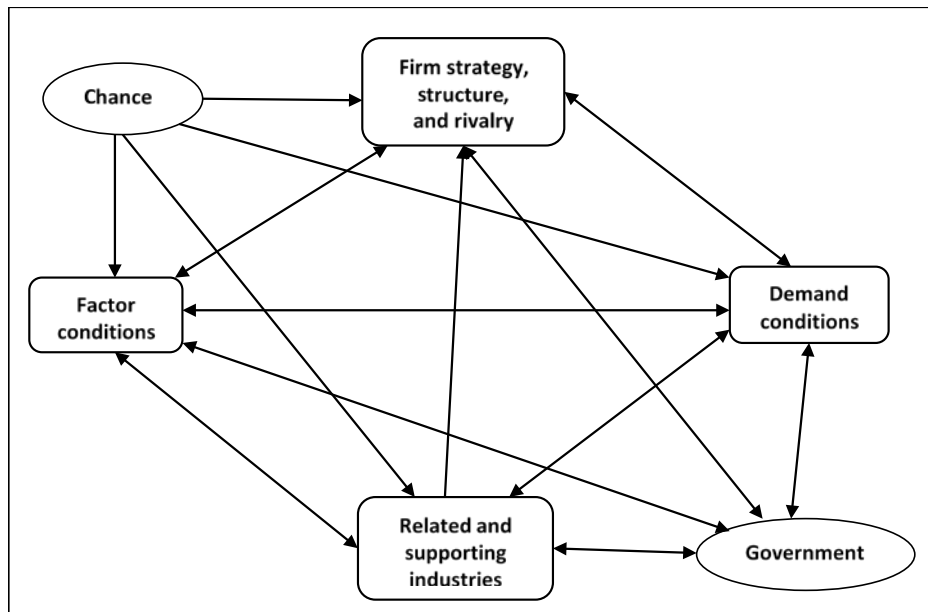 Firm strategy,
structure,
and rivalry
Chance
Factor
conditions
Demand
conditions
Related and
supporting
industries
Government